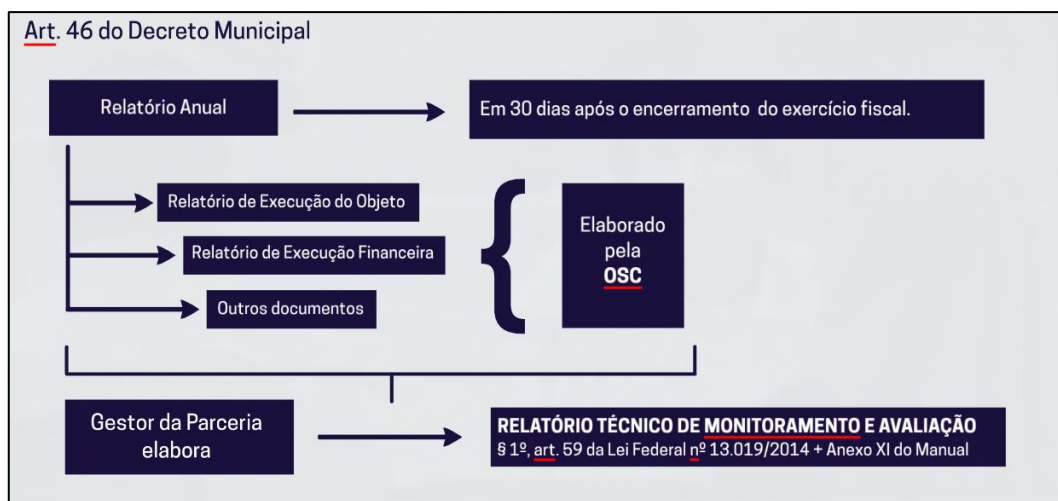 Art. 46 do Decreto Municipal
Relatório Anual
Em 30 dias após o encerramento do exercício fiscal.
Relatório de Execução do Objeto
Relatório de Execução Financeira
Outros documentos
Elaborado
pela
OSC
Gestor da Parceria
elabora
RELATÓRIO TÉCNICO DE MONITORAMENTO E AVALIAÇÃO
§ 1º, art. 59 da Lei Federal nº 13.019/2014 + Anexo XI do Manual